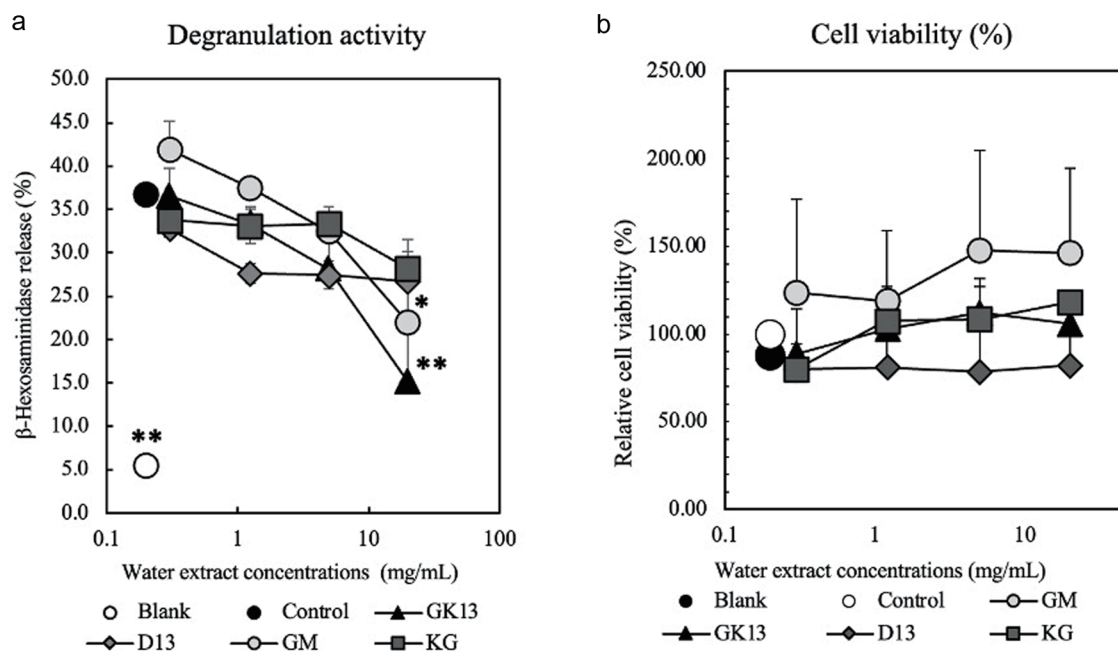 a
Degranulation activity
50.0
45.0
40.0
35.0
30.0
25.0
20.0
15.0
10.0
5.0
0.0
β-Hexosaminidase release (%)
*
**
**
0.1 1 10 100
Water extract concentrations (mg/mL)
Blank Control GK13
D13 GM KG
b
Cell viability (%)
250.00
200.00
150.00
100.00
50.00
0.00
Relative cell viability (%)
0.1 1 10
Water extract concentrations (mg/mL)
Blank Control GM
GK13 D13 KG